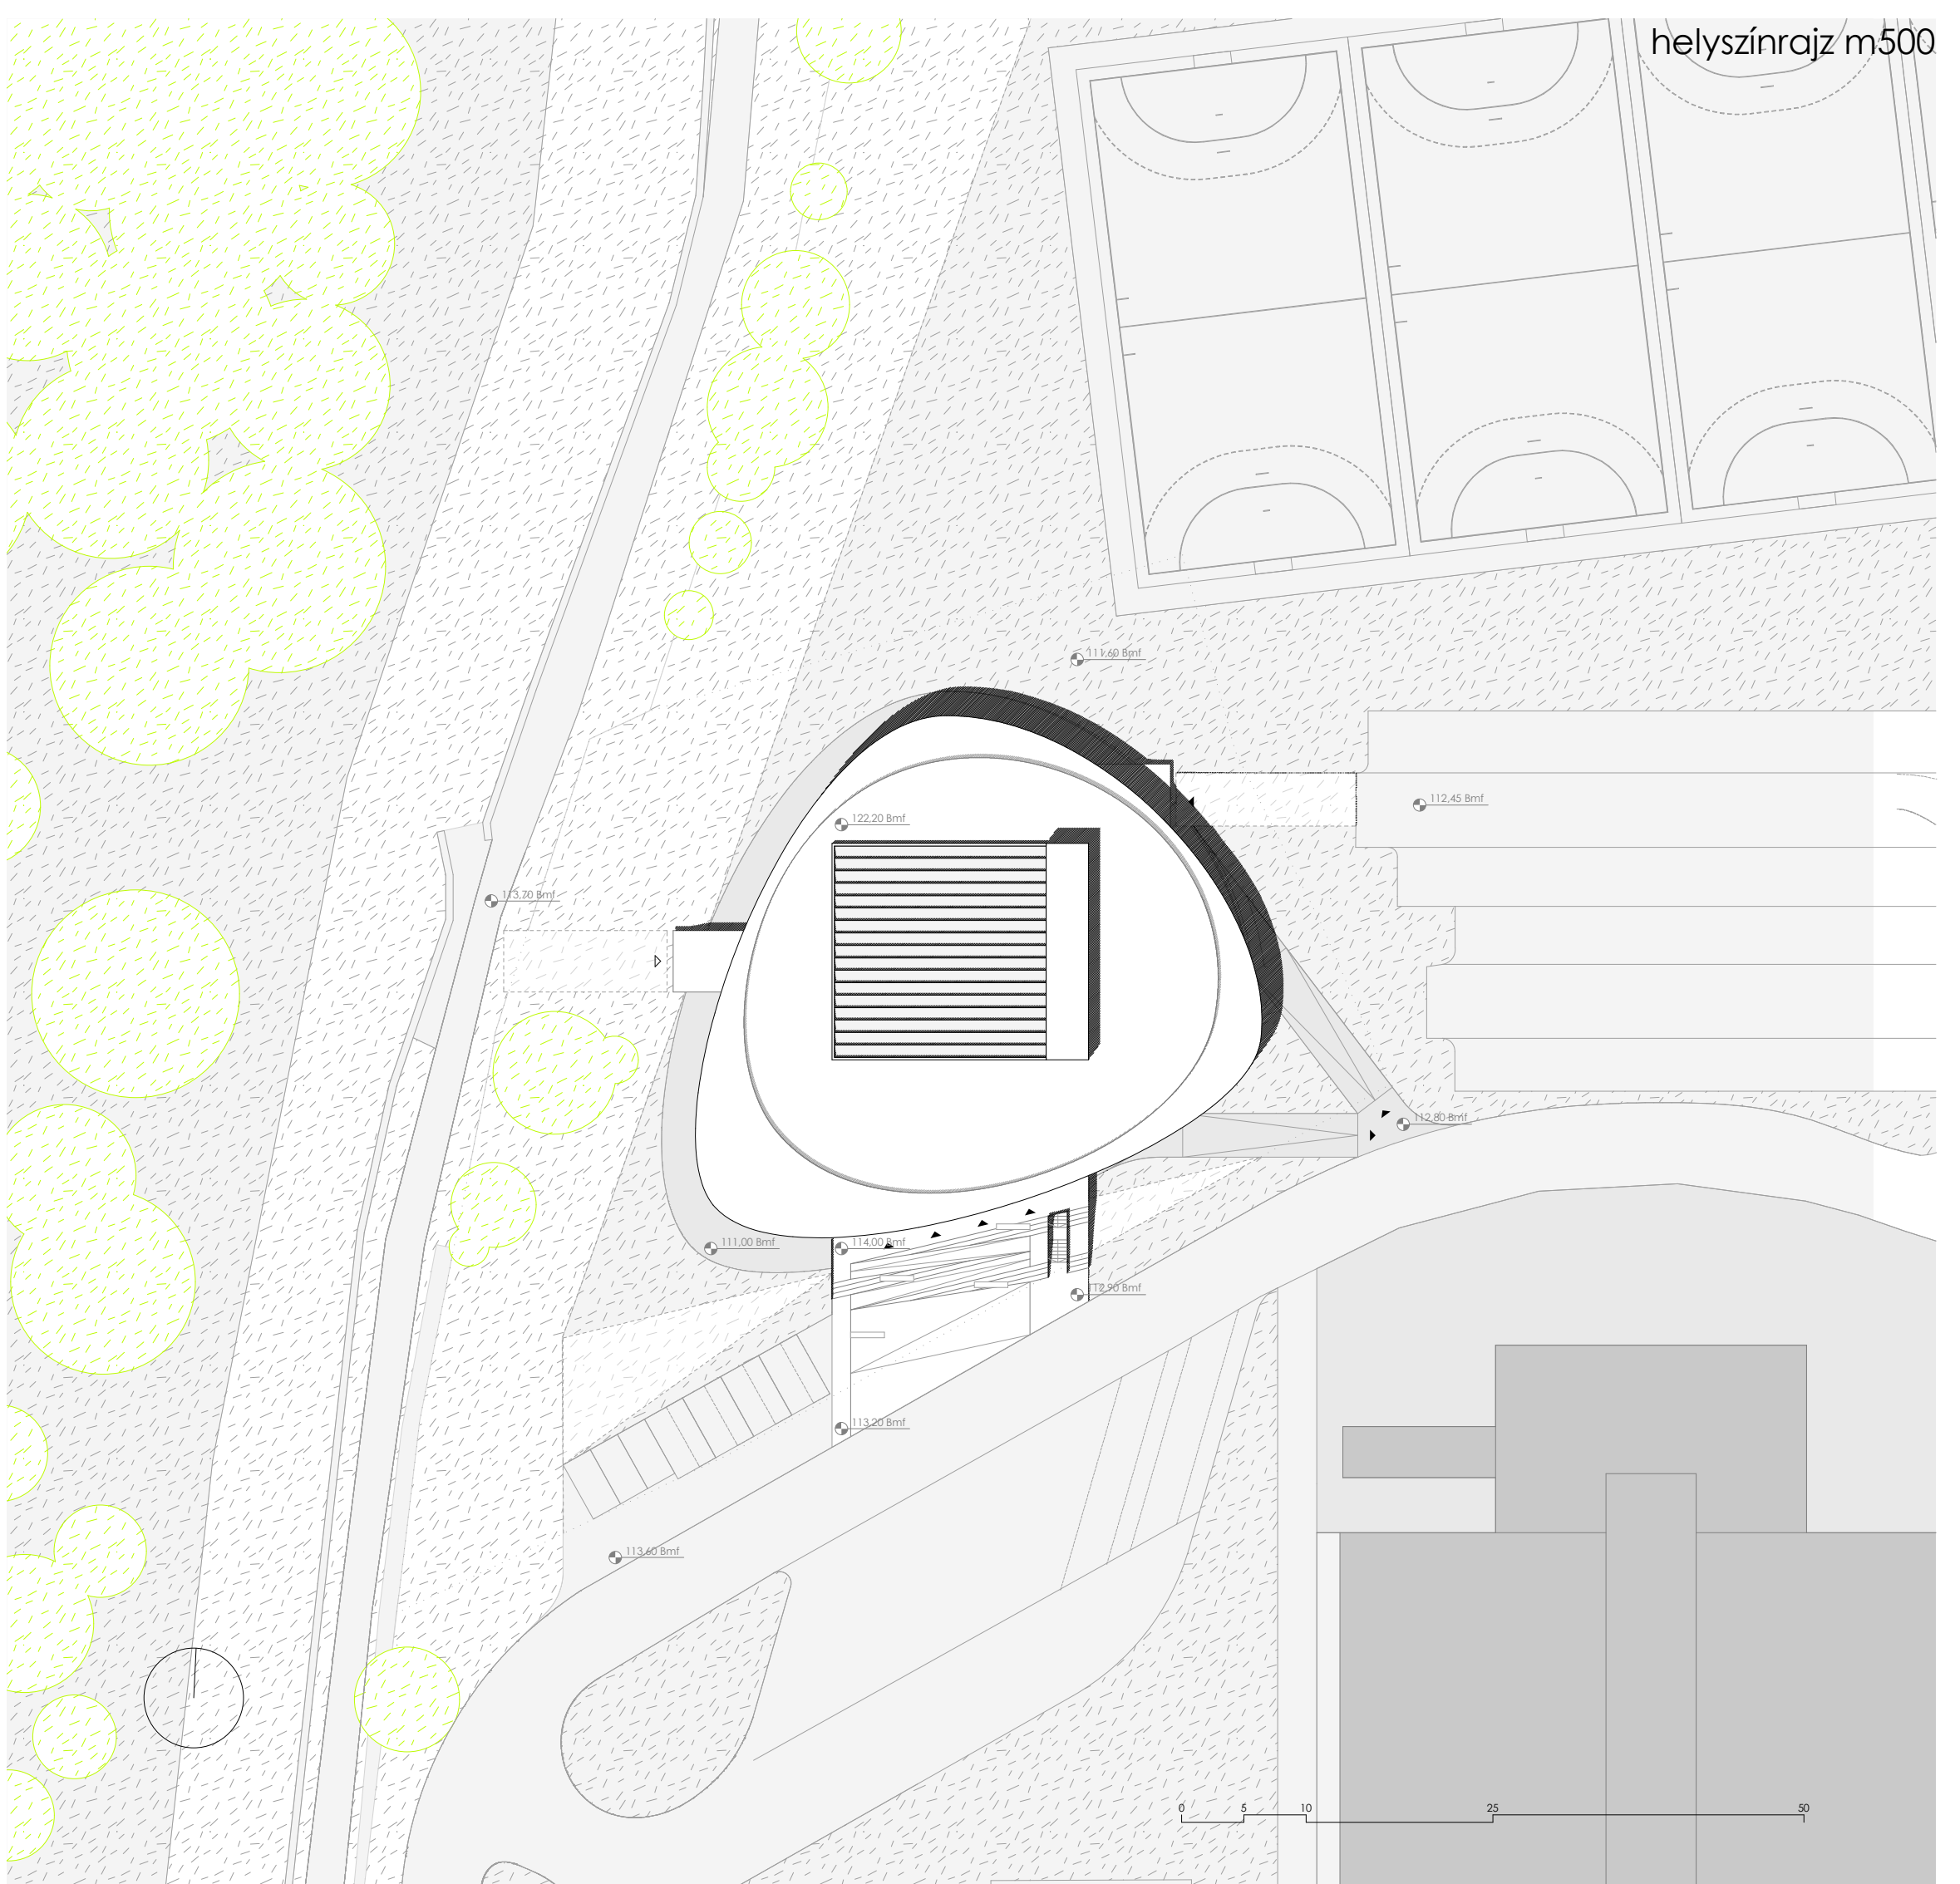 helyszínrajz m500
111,60 Bmf
112,45 Bmf
122,20 Bmf
113,70 Bmf
112,80 Bmf
111,00 Bmf
114,00 Bmf
112,90 Bmf
113,20 Bmf
113,60 Bmf
0 5 10 25 50